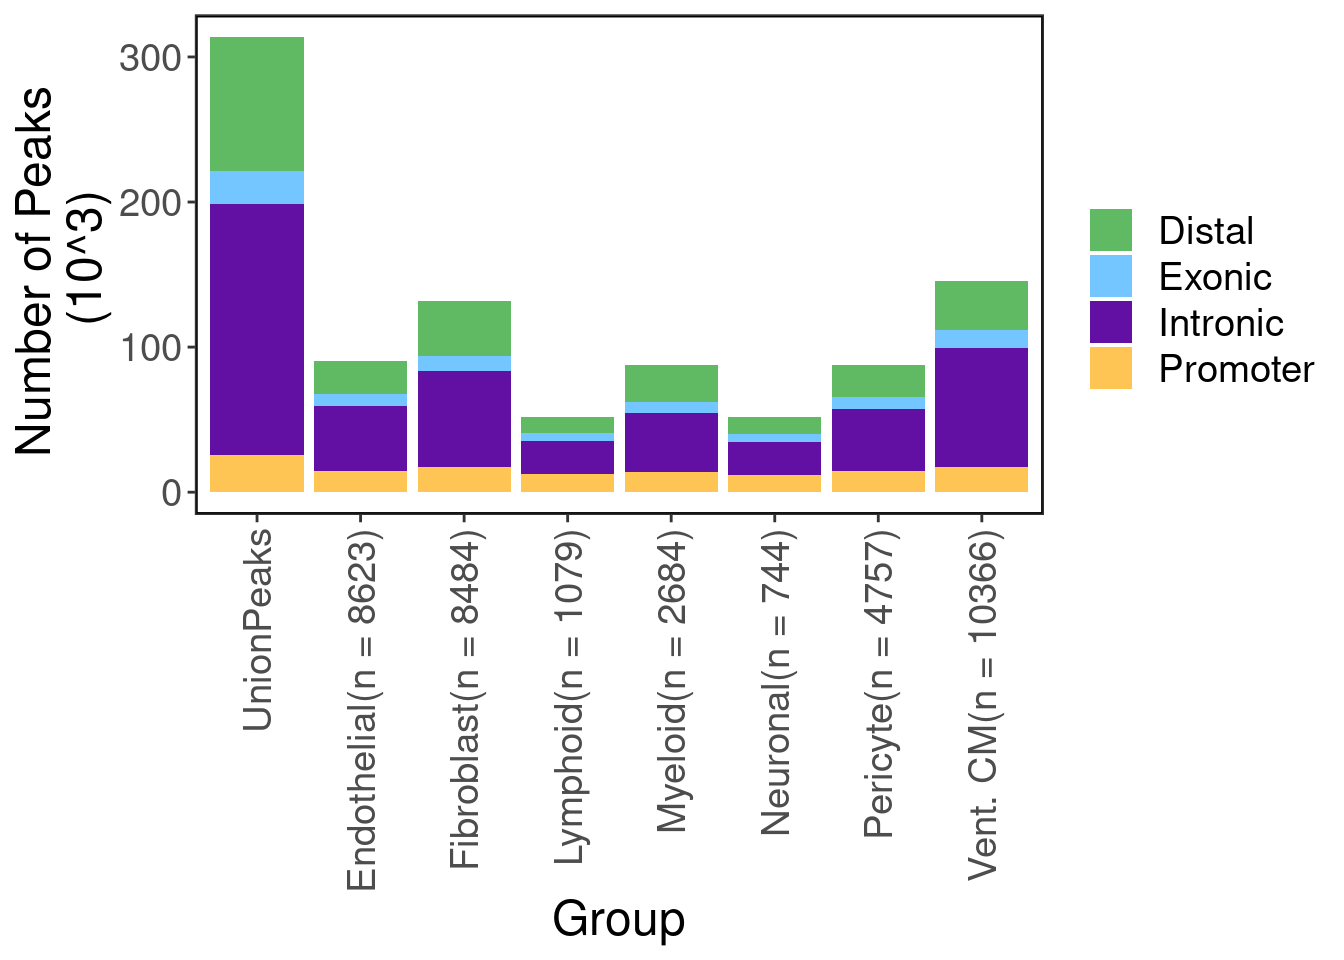 Number of Peaks
(10^3)
300
200
100
0
UnionPeaks
Endothelial(n = 8623)
Fibroblast(n = 8484)
Lymphoid(n = 1079)
Myeloid(n = 2684)
Neuronal(n = 744)
Pericyte(n = 4757)
Vent. CM(n = 10366)
Group
Distal
Exonic
Intronic
Promoter